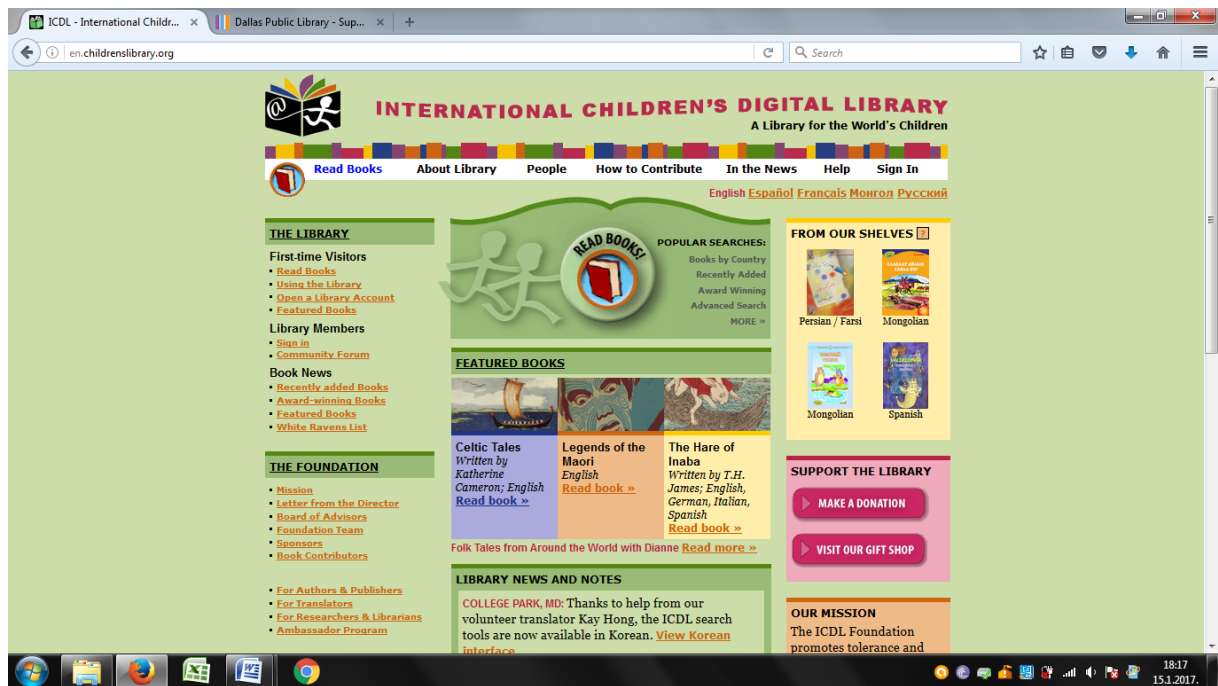 ICDL - International Childr...
Dallas Public Library - Sup...
en.childrenslibrary.org
Search
INTERNATIONAL CHILDREN'S DIGITAL LIBRARY
A Library for the World's Children
Read Books About Library People How to Contribute In the News Help Sign In
English Español Français Монгол Русский
THE LIBRARY
First-time Visitors
Read Books
Using the Library
Open a Library Account
Featured Books
Library Members
Sign in
Community Forum
Book News
Recently added Books
Award-winning Books
Featured Books
White Ravens List
THE FOUNDATION
Mission
Letter from the Director
Board of Advisors
Foundation Team
Sponsors
Book Contributors
For Authors & Publishers
For Translators
For Researchers & Librarians
Ambassador Program
READ BOOKS!
POPULAR SEARCHES:
Books by Country
Recently Added
Award Winning
Advanced Search
MORE »
FEATURED BOOKS
Celtic Tales
Written by
Katherine
Cameron; English
Read book »
Legends of the
Maori
English
Read book »
The Hare of
Inaba
Written by T.H.
James; English,
German, Italian,
Spanish
Read book »
Folk Tales from Around the World with Dianne Read more »
LIBRARY NEWS AND NOTES
COLLEGE PARK, MD: Thanks to help from our
volunteer translator Kay Hong, the ICDL search
tools are now available in Korean. View Korean
interface
FROM OUR SHELVES
Persian / Farsi
Mongolian
Mongolian
Spanish
SUPPORT THE LIBRARY
MAKE A DONATION
VISIT OUR GIFT SHOP
OUR MISSION
The ICDL Foundation
promotes tolerance and
18:17
15.1.2017.